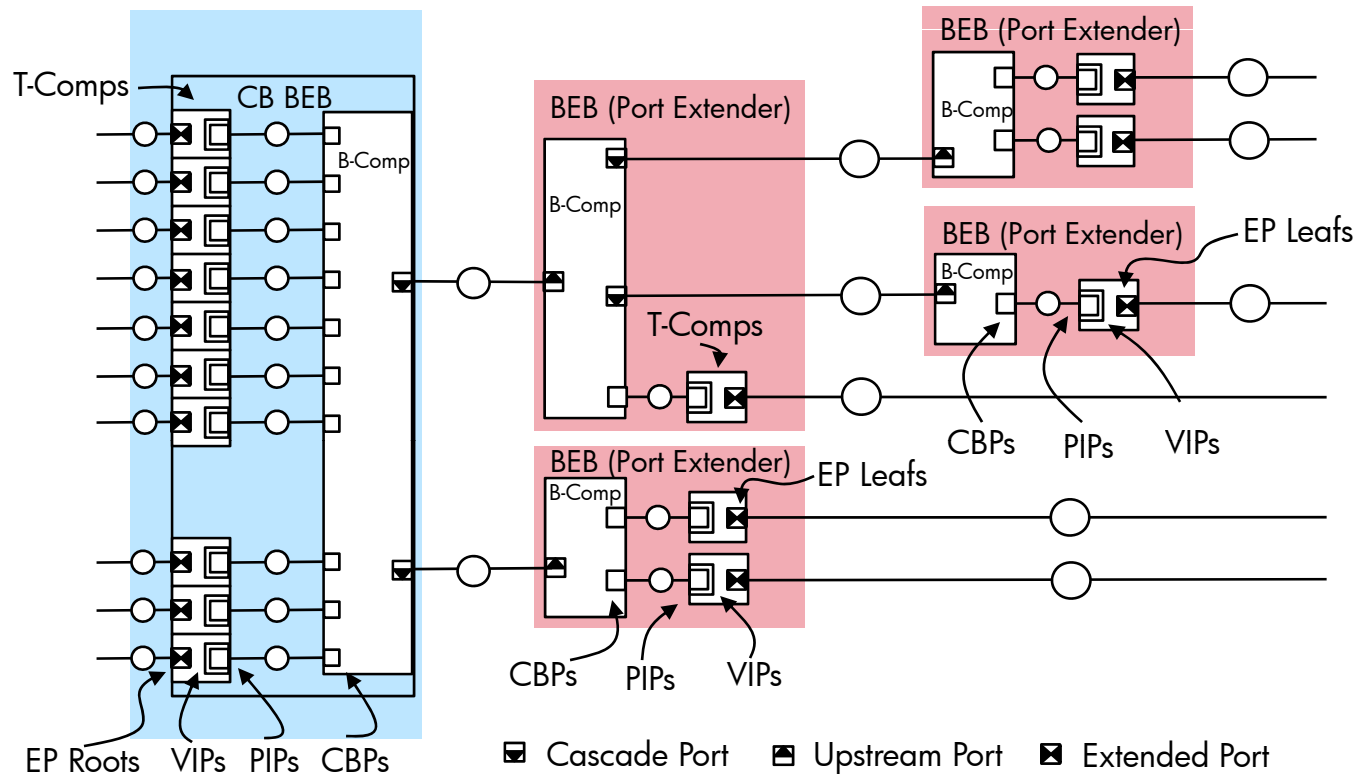 BEB (Port Extender)
B-Comp
T-Comps
CB BEB
B-Comp
BEB (Port Extender)
B-Comp
BEB (Port Extender)
B-Comp
EP Leafs
T-Comps
CBPs
PIPs
VIPs
BEB (Port Extender)
B-Comp
EP Leafs
CBPs
PIPs
VIPs
EP Roots
VIPs
PIPs
CBPs
Cascade Port
Upstream Port
Extended Port